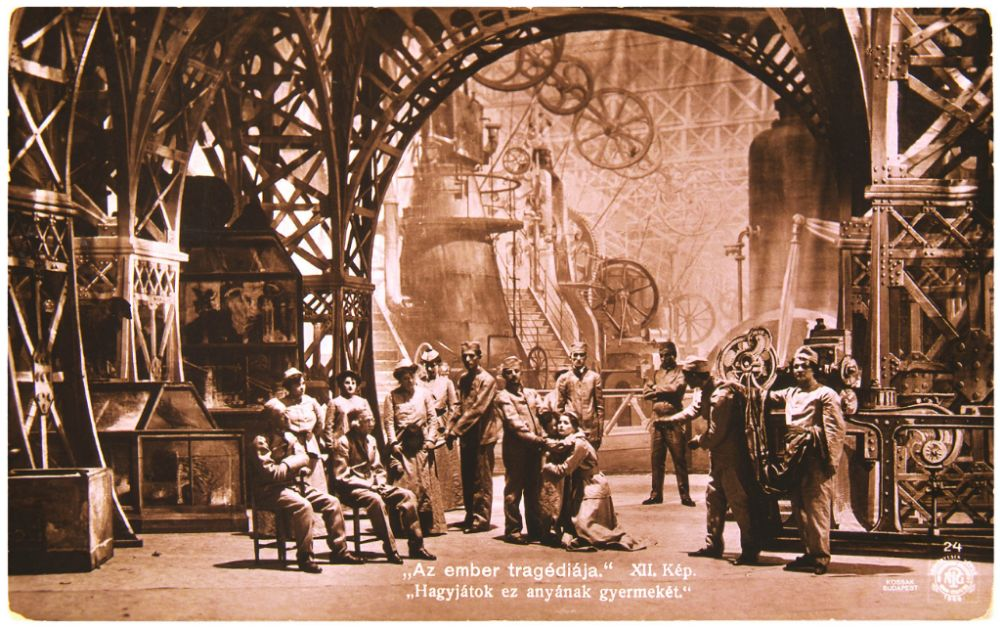 24
„Az ember tragédiája.“ XII. Kép.
„Hagyjátok ez anyának gyermekét.“
KOSSAK
BUDAPEST